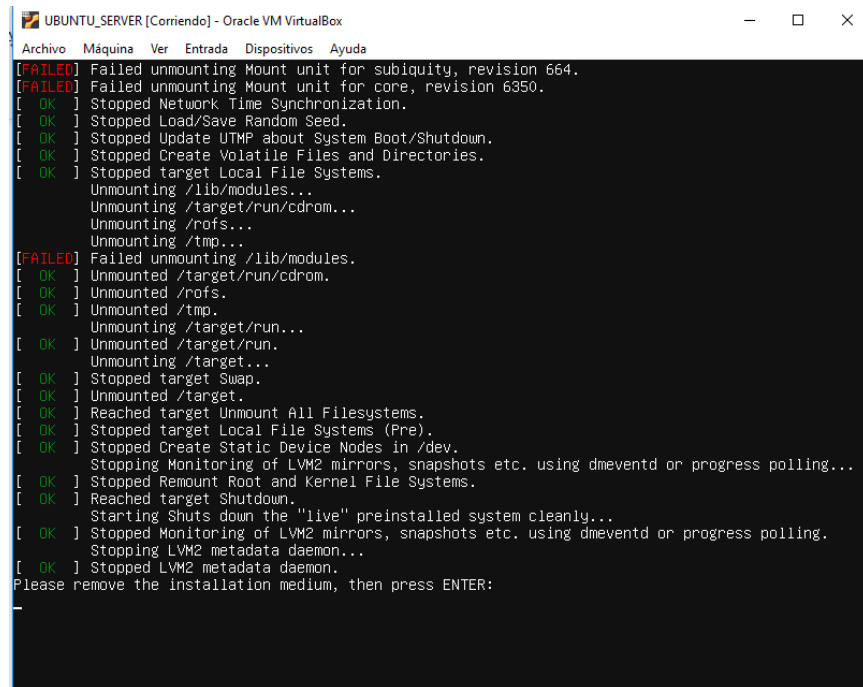 UBUNTU_SERVER [Corriendo] - Oracle VM VirtualBox
Archivo Máquina Ver Entrada Dispositivos Ayuda
[FAILED] Failed unmounting Mount unit for subiquity, revision 664.
[FAILED] Failed unmounting Mount unit for core, revision 6350.
[  OK  ] Stopped Network Time Synchronization.
[  OK  ] Stopped Load/Save Random Seed.
[  OK  ] Stopped Update UTMP about System Boot/Shutdown.
[  OK  ] Stopped Create Volatile Files and Directories.
[  OK  ] Stopped target Local File Systems.
         Unmounting /lib/modules...
         Unmounting /target/run/cdrom...
         Unmounting /rofs...
         Unmounting /tmp...
[FAILED] Failed unmounting /lib/modules.
[  OK  ] Unmounted /target/run/cdrom.
[  OK  ] Unmounted /rofs.
[  OK  ] Unmounted /tmp.
         Unmounting /target/run...
[  OK  ] Unmounted /target/run.
         Unmounting /target...
[  OK  ] Stopped target Swap.
[  OK  ] Unmounted /target.
[  OK  ] Reached target Unmount All Filesystems.
[  OK  ] Stopped target Local File Systems (Pre).
[  OK  ] Stopped Create Static Device Nodes in /dev.
         Stopping Monitoring of LVM2 mirrors, snapshots etc. using dmeventd or progress polling...
[  OK  ] Stopped Remount Root and Kernel File Systems.
[  OK  ] Reached target Shutdown.
         Starting Shuts down the "live" preinstalled system cleanly...
[  OK  ] Stopped Monitoring of LVM2 mirrors, snapshots etc. using dmeventd or progress polling.
         Stopping LVM2 metadata daemon...
[  OK  ] Stopped LVM2 metadata daemon.
Please remove the installation medium, then press ENTER: